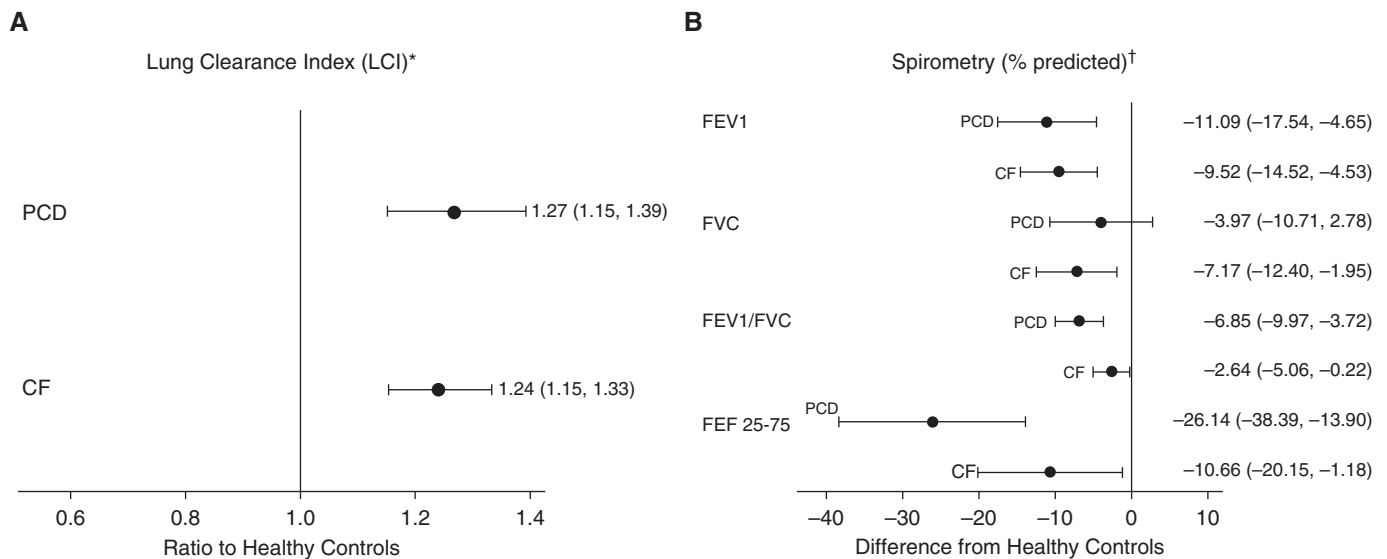 A
Lung Clearance Index (LCI)*
PCD
1.27 (1.15, 1.39)
CF
1.24 (1.15, 1.33)
0.6 0.8 1.0 1.2 1.4
Ratio to Healthy Controls
B
Spirometry (% predicted)†
FEV1 PCD –11.09 (–17.54, –4.65)
CF –9.52 (–14.52, –4.53)
FVC PCD –3.97 (–10.71, 2.78)
CF –7.17 (–12.40, –1.95)
FEV1/FVC PCD –6.85 (–9.97, –3.72)
CF –2.64 (–5.06, –0.22)
FEF 25-75 PCD –26.14 (–38.39, –13.90)
CF –10.66 (–20.15, –1.18)
–40 –30 –20 –10 0 10
Difference from Healthy Controls